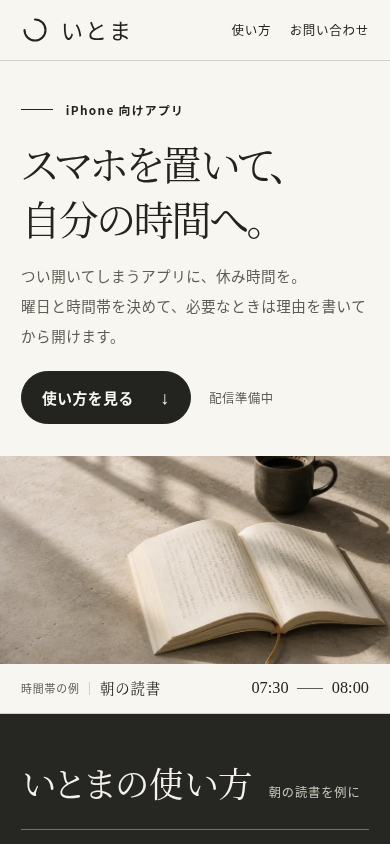 いとま
使い方 お問い合わせ
iPhone 向けアプリ
スマホを置いて、
自分の時間へ。
つい開いてしまうアプリに、休み時間を。
曜日と時間帯を決めて、必要なときは理由を書いて
から開けます。
使い方を見る ↓
配信準備中
時間帯の例 朝の読書 07:30 — 08:00
いとまの使い方 朝の読書を例に